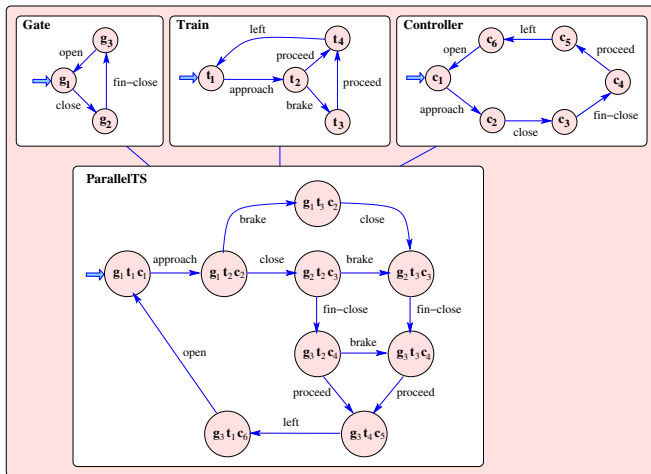 Gate
g3
open
g1
fin-close
close
g2
Train
left
t4
proceed
t1
t2
approach
proceed
brake
t3
Controller
left
c6
c5
open
proceed
c1
c4
approach
fin-close
c2
close
c3
ParallelTS
g1 t3 c2
brake
close
approach
close
brake
g1 t1 c1
g1 t2 c2
g2 t2 c3
g2 t3 c3
fin-close
fin-close
brake
g3 t2 c4
g3 t3 c4
open
proceed
proceed
left
g3 t1 c6
g3 t4 c5